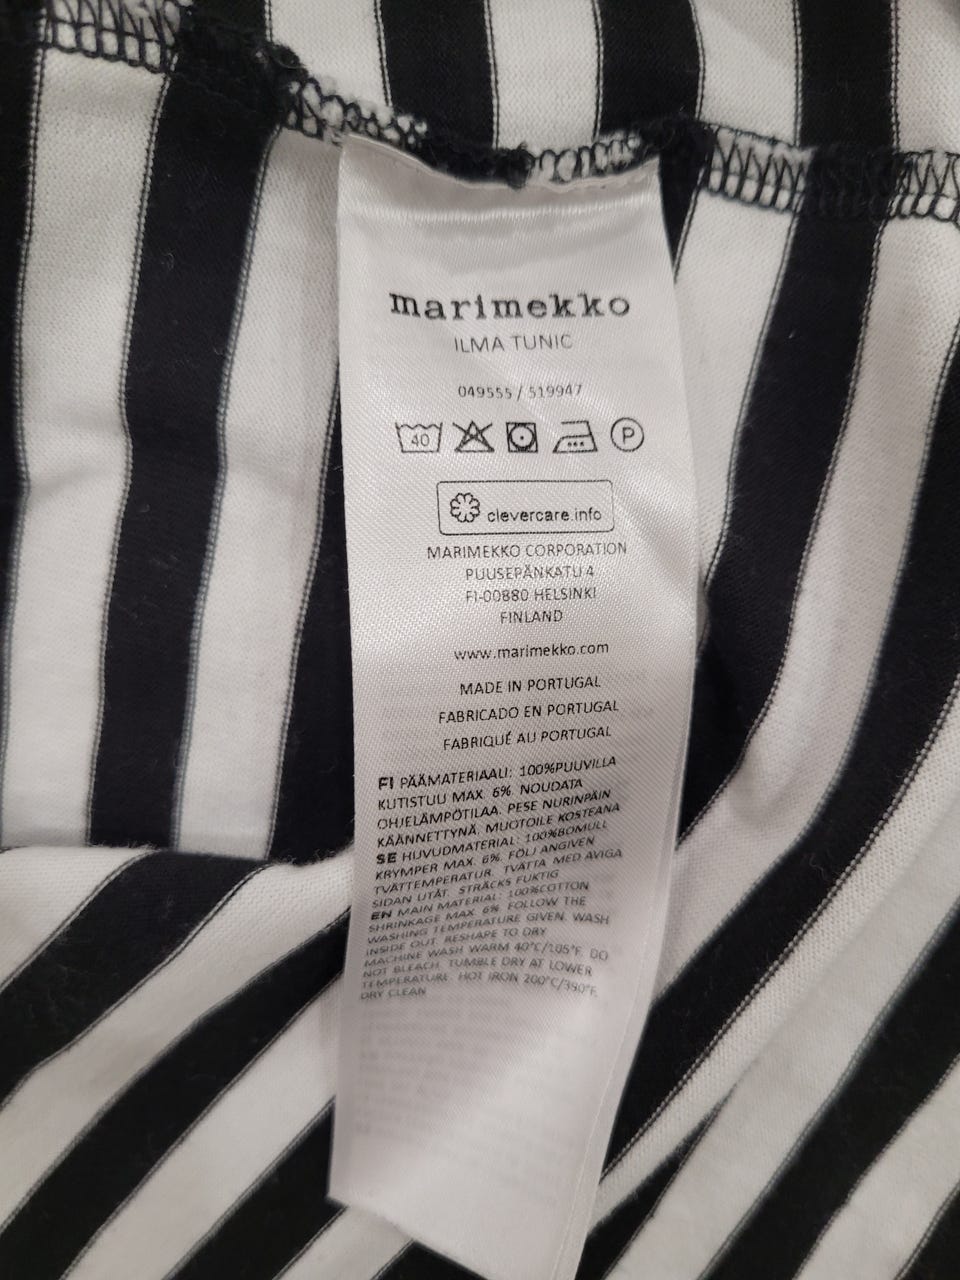 marimekko
ILMA TUNIC
049555 / 519947
40
P
clevercare.info
MARIMEKKO CORPORATION
PUUSEPÄNKATU 4
FI-00880 HELSINKI
FINLAND
www.marimekko.com
MADE IN PORTUGAL
FABRICADO EN PORTUGAL
FABRIQUÉ AU PORTUGAL
FI PÄÄMATERIAALI: 100%PUUVILLA
KUTISTUU MAX. 6%. NOUDATA
OHJELÄMPÖTILAA. PESE NURINPÄIN
KÄÄNNETTYNÄ. MUOTOILE KOSTEANA
SE HUVUDMATERIAL: 100%BOMULL
KRYMPER MAX. 6%. FÖLJ ANGIVEN
TVÄTTEMPERATUR. TVÄTTA MED AVIGA
SIDAN UTÅT. STRÄCKS FUKTIG
EN MAIN MATERIAL: 100%COTTON
SHRINKAGE MAX. 6%. FOLLOW THE
WASHING TEMPERATURE GIVEN. WASH
INSIDE OUT. RESHAPE TO DRY
MACHINE WASH WARM 40°C/105°F. DO
NOT BLEACH. TUMBLE DRY AT LOWER
TEMPERATURE. HOT IRON 200°C/390°F.
DRY CLEAN